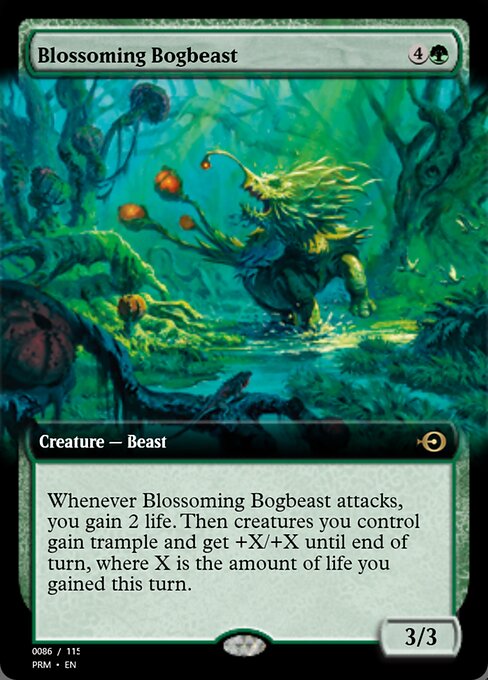 Blossoming Bogbeast 4
Creature — Beast
Whenever Blossoming Bogbeast attacks,
you gain 2 life. Then creatures you control
gain trample and get +X/+X until end of
turn, where X is the amount of life you
gained this turn.
3/3
0086 / 115
PRM • EN